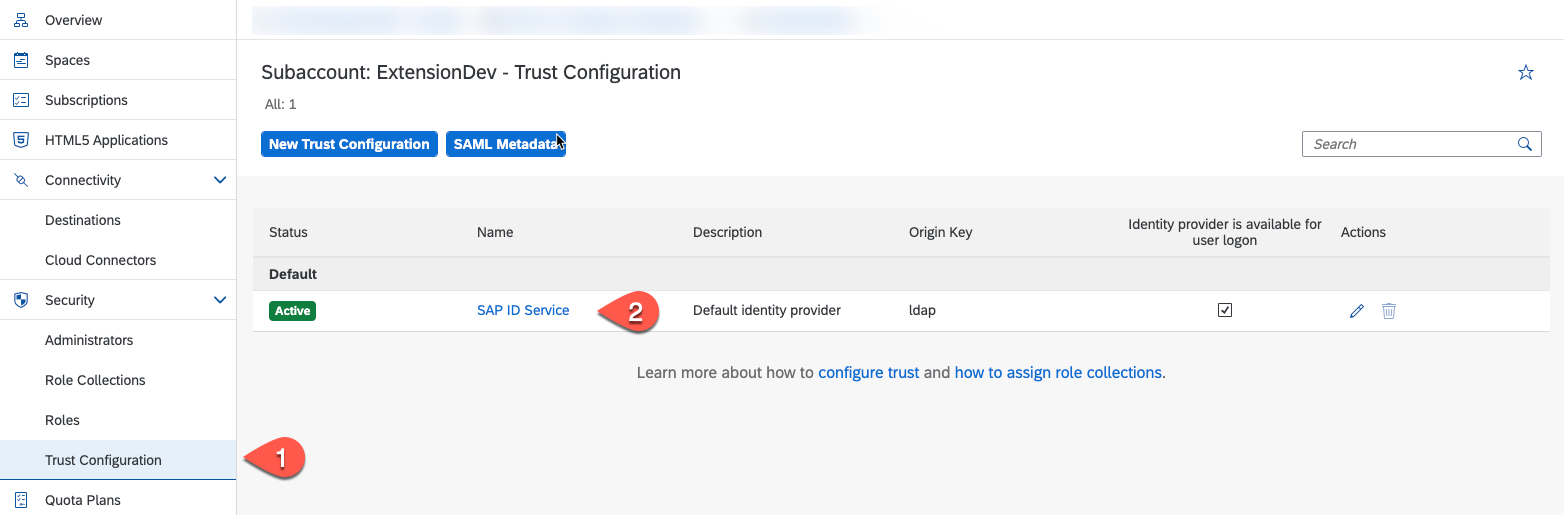 Overview
Spaces
Subscriptions
HTML5 Applications
Connectivity
Destinations
Cloud Connectors
Security
Administrators
Role Collections
Roles
Trust Configuration
Quota Plans
1
Subaccount: ExtensionDev - Trust Configuration
All: 1
New Trust Configuration SAML Metadata Search
Status Name Description Origin Key Identity provider is available for
user logon Actions
Default
Active SAP ID Service 2 Default identity provider ldap
Learn more about how to configure trust and how to assign role collections.